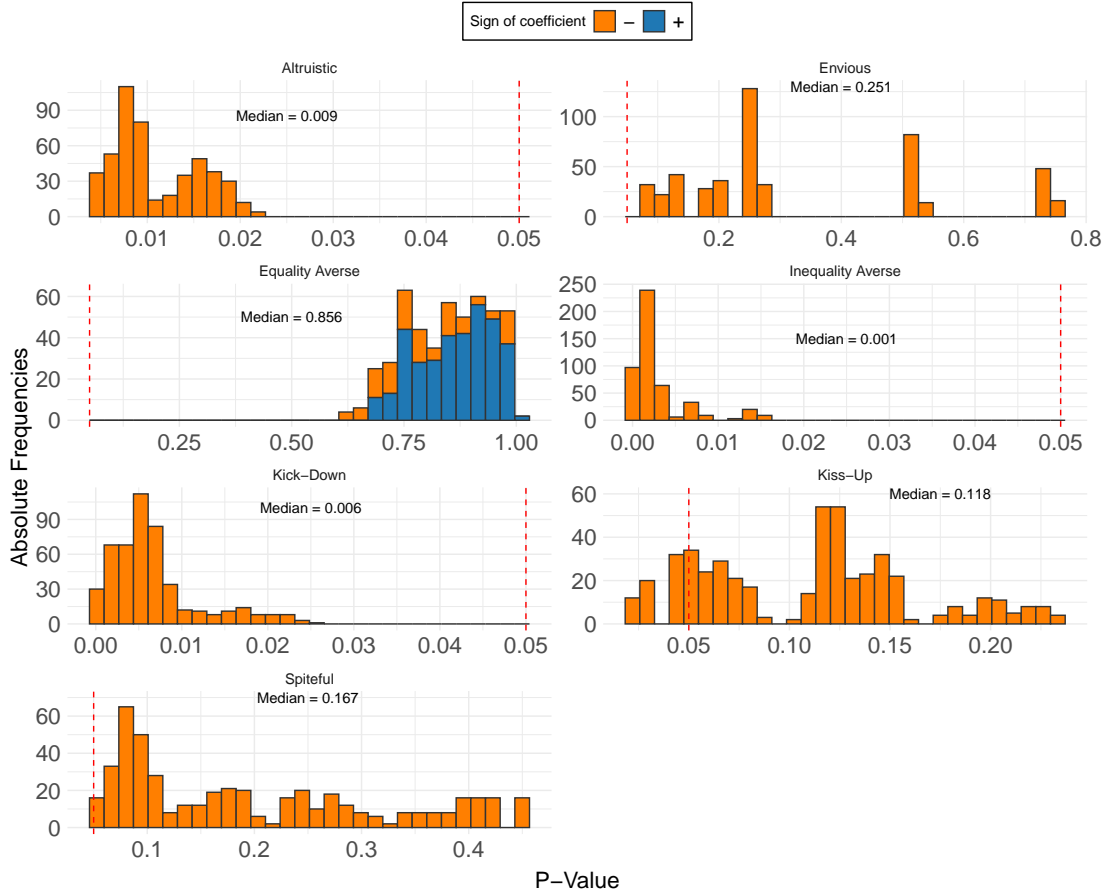 Sign of coefficient − +
Altruistic
Median = 0.009
90
60
30
0
0.01 0.02 0.03 0.04 0.05
Envious
Median = 0.251
100
50
0
0.2 0.4 0.6 0.8
Equality Averse
Median = 0.856
60
40
20
0
0.25 0.50 0.75 1.00
Inequality Averse
Median = 0.001
250
200
150
100
50
0
0.00 0.01 0.02 0.03 0.04 0.05
Absolute Frequencies
Kick−Down
Median = 0.006
90
60
30
0
0.00 0.01 0.02 0.03 0.04 0.05
Kiss−Up
Median = 0.118
60
40
20
0
0.05 0.10 0.15 0.20
Spiteful
Median = 0.167
60
40
20
0
0.1 0.2 0.3 0.4
P−Value